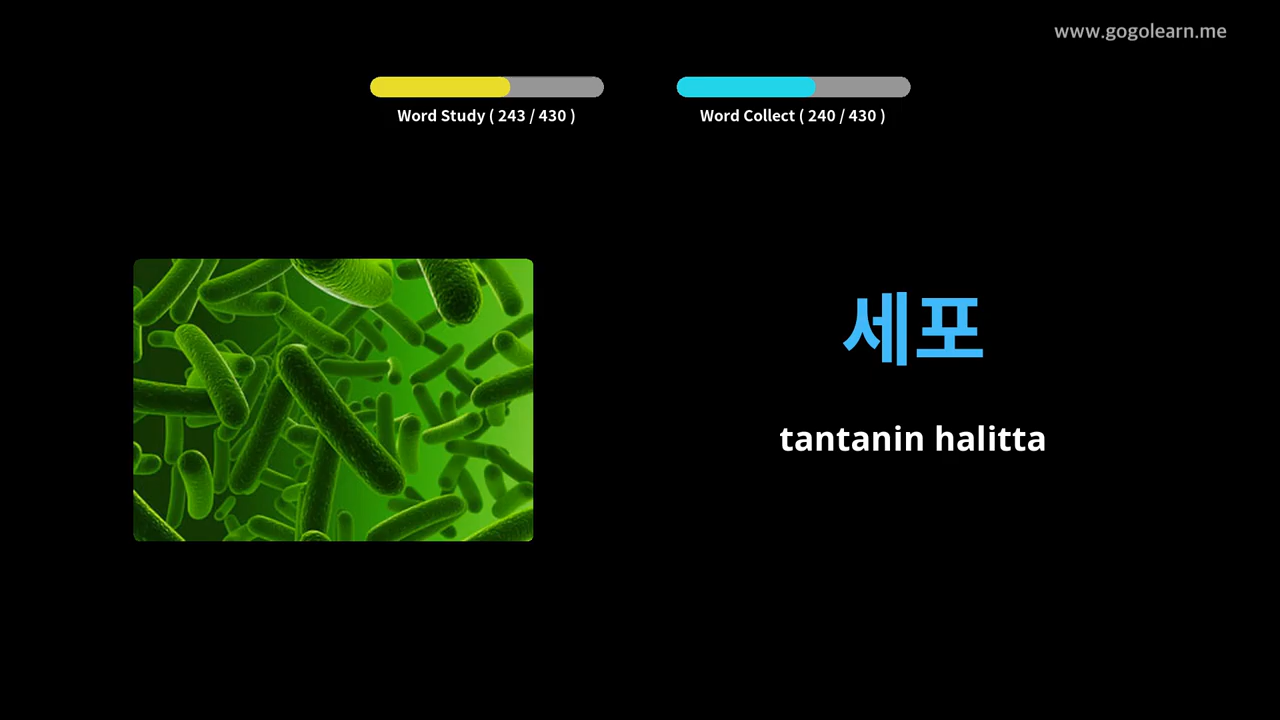 www.gogolearn.me
Word Study ( 243 / 430 )
Word Collect ( 240 / 430 )
세포
tantanin halitta